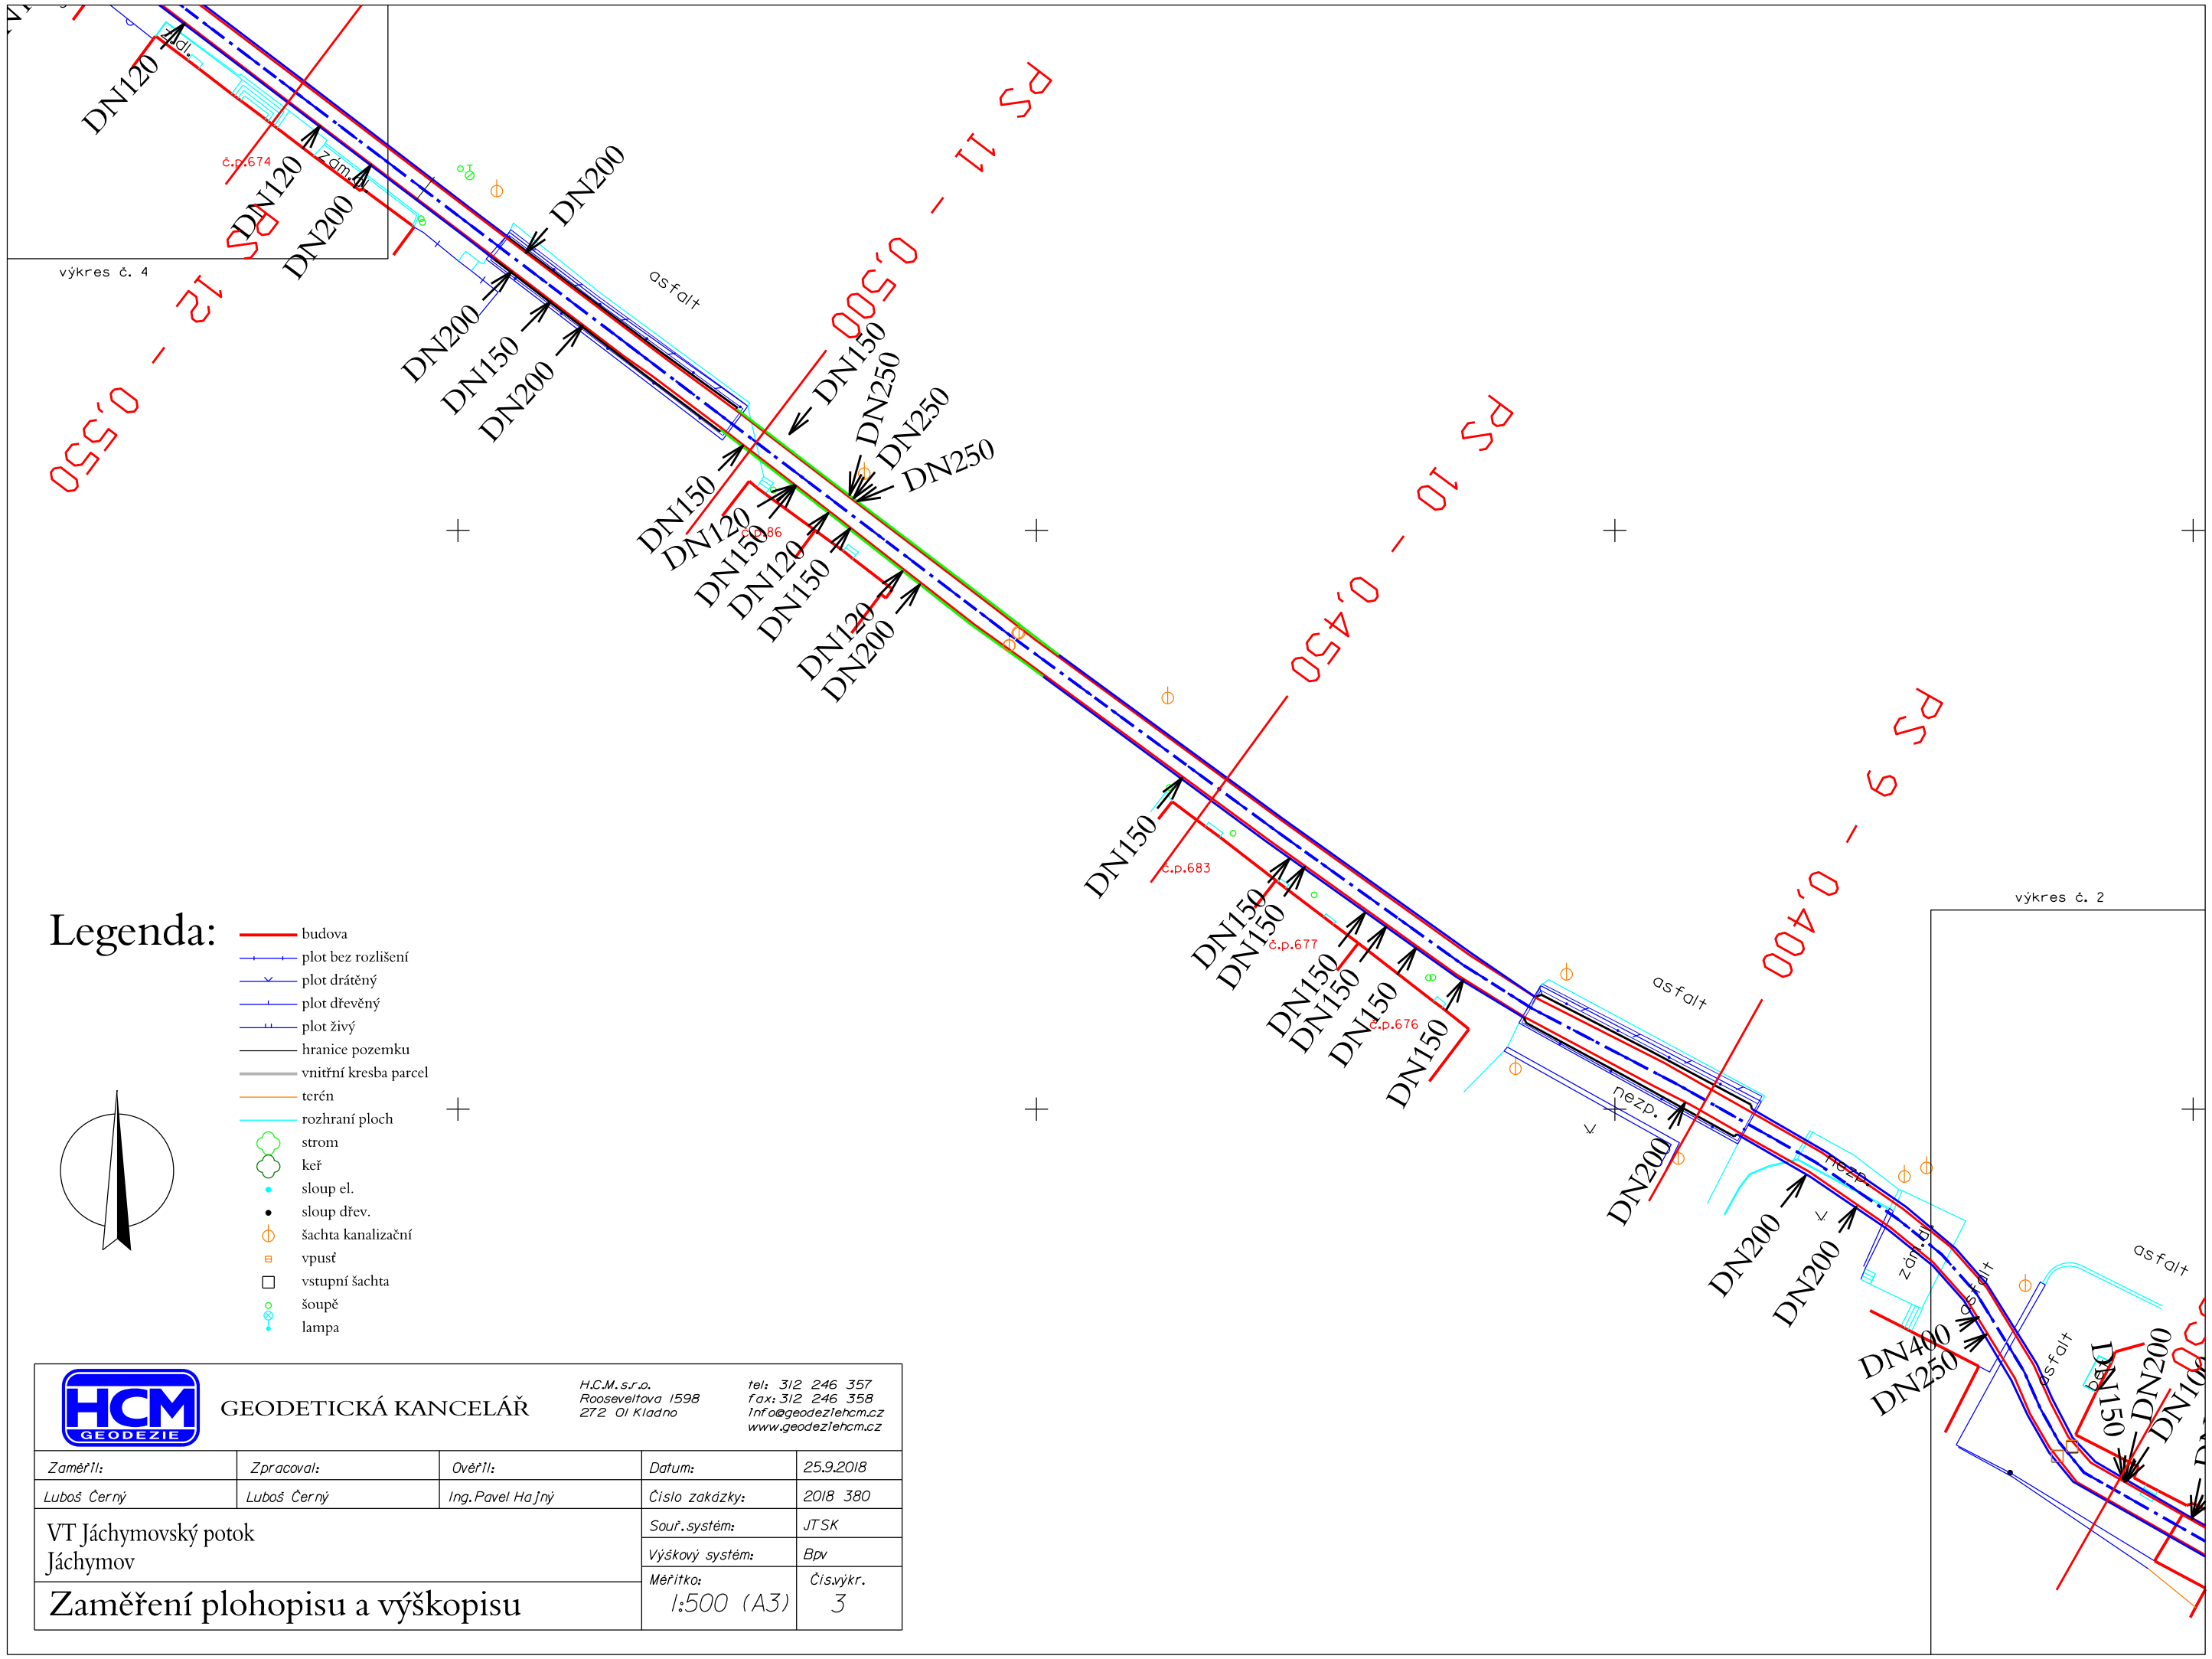 DN120
zám.dl.
č.p.674
DN120
DN200
PS 12 - 0,550
výkres č. 4
DN200
asfalt
DN200
DN150
DN200
PS 11 - 0,500
DN150
DN250
DN250
DN250
DN150
DN120
č.p.86
DN150
DN120
DN150
DN120
DN200
PS 10 - 0,450
DN150
č.p.683
DN150
DN150
č.p.677
DN150
DN150
DN150
č.p.676
DN150
PS 9 - 0,400
výkres č. 2
asfalt
nezp.
DN200
nezp.
DN200
DN200
zám.dl.
asfalt
asfalt
asfalt
DN400
DN250
DN150
DN200
DN100
Legenda:
budova
plot bez rozlišení
plot drátěný
plot dřevěný
plot živý
hranice pozemku
vnitřní kresba parcel
terén
rozhraní ploch
strom
keř
sloup el.
sloup dřev.
šachta kanalizační
vpusť
vstupní šachta
šoupě
lampa
HCM
GEODEZIE
GEODETICKÁ KANCELÁŘ
H.C.M. s.r.o.
Rooseveltova 1598
272 01 Kladno
tel: 312 246 357
fax: 312 246 358
info@geodeziehcm.cz
www.geodeziehcm.cz
Zaměřil: Zpracoval: Ověřil: Datum: 25.9.2018
Luboš Černý Luboš Černý Ing. Pavel Hajný Číslo zakázky: 2018 380
VT Jáchymovský potok
Jáchymov
Souř. systém: JTSK
Výškový systém: Bpv
Zaměření plohopisu a výškopisu
Měřítko: Čís.výkr.
1:500 (A3) 3